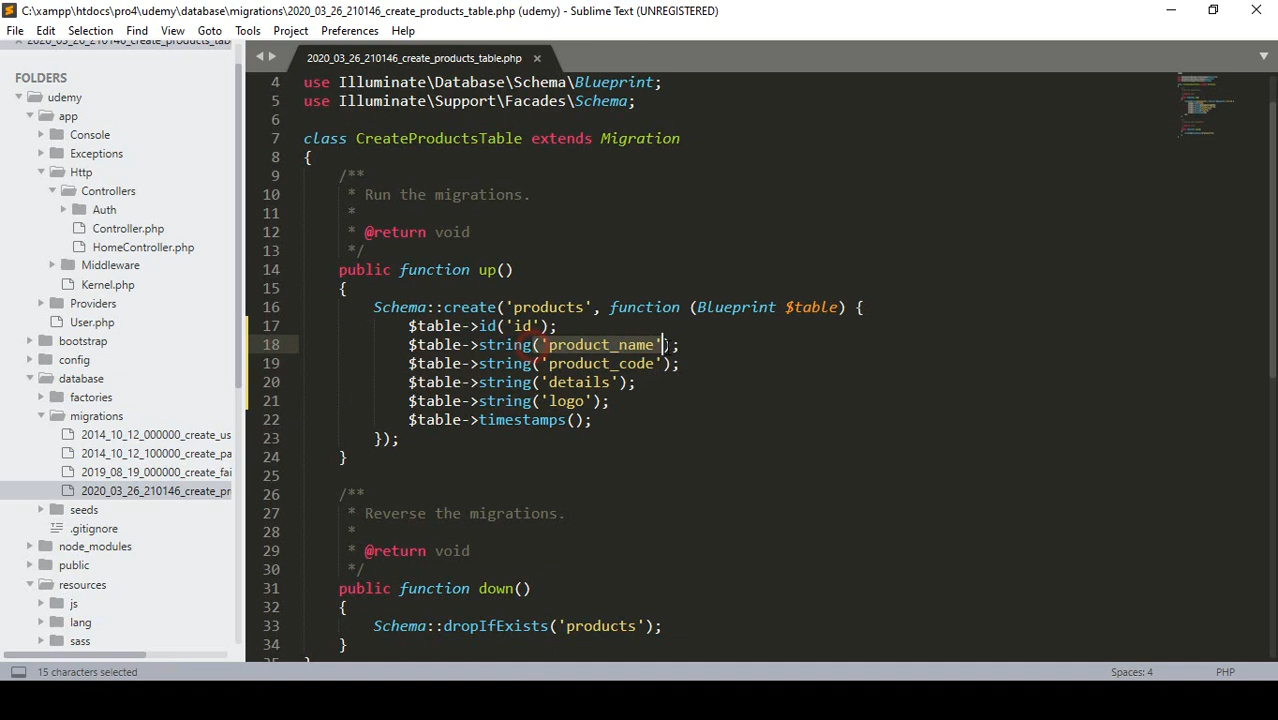 C:\xampp\htdocs\pro4\udemy\database\migrations\2020_03_26_210146_create_products_table.php (udemy) - Sublime Text (UNREGISTERED)
File Edit Selection Find View Goto Tools Project Preferences Help
2020_03_26_210146_create_products_tab
FOLDERS
udemy
app
Console
Exceptions
Http
Controllers
Auth
Controller.php
HomeController.php
Middleware
Kernel.php
Providers
User.php
bootstrap
config
database
factories
migrations
2014_10_12_000000_create_us
2014_10_12_100000_create_pa
2019_08_19_000000_create_fai
2020_03_26_210146_create_pr
seeds
.gitignore
node_modules
public
resources
js
lang
sass
2020_03_26_210146_create_products_table.php
4 use Illuminate\Database\Schema\Blueprint;
5 use Illuminate\Support\Facades\Schema;
6
7 class CreateProductsTable extends Migration
8 {
9 /**
10 * Run the migrations.
11 *
12 * @return void
13 */
14 public function up()
15 {
16 Schema::create('products', function (Blueprint $table) {
17 $table->id('id');
18 $table->string('product_name');
19 $table->string('product_code');
20 $table->string('details');
21 $table->string('logo');
22 $table->timestamps();
23 });
24 }
25
26 /**
27 * Reverse the migrations.
28 *
29 * @return void
30 */
31 public function down()
32 {
33 Schema::dropIfExists('products');
34 }
35 }
15 characters selected
Spaces: 4
PHP